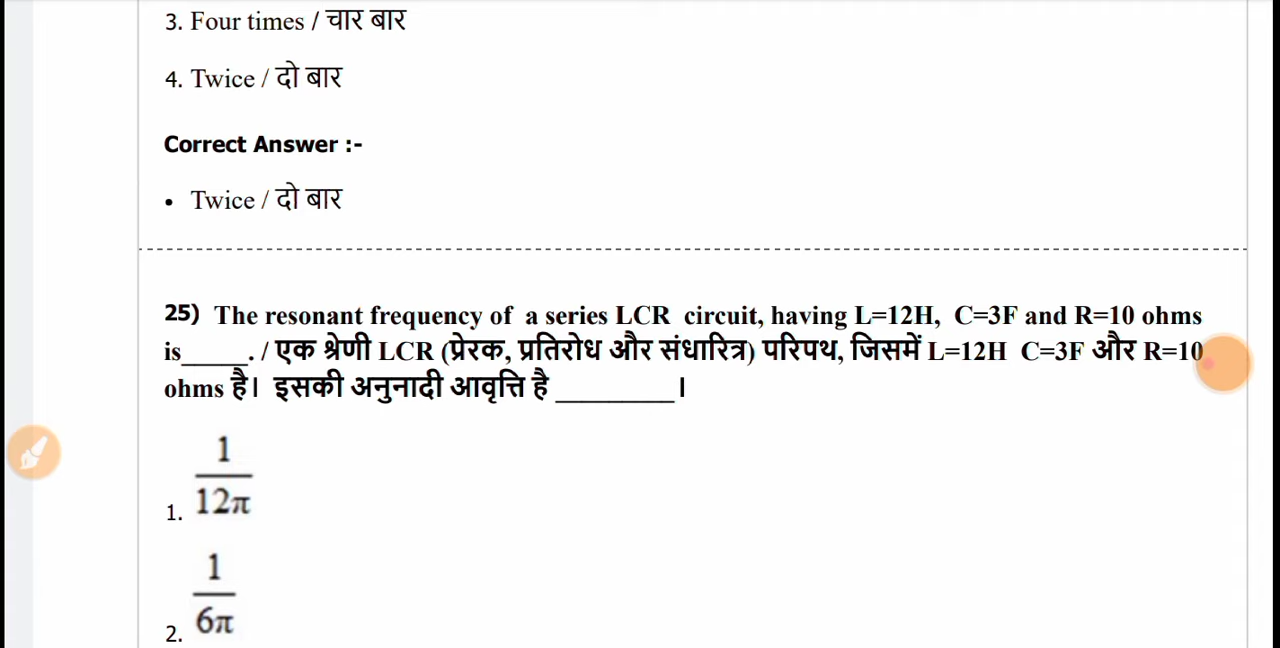 3. Four times / चार बार
4. Twice / दो बार
Correct Answer :-
• Twice / दो बार
25) The resonant frequency of a series LCR circuit, having L=12H, C=3F and R=10 ohms
is_____. / एक श्रेणी LCR (प्रेरक, प्रतिरोध और संधारित्र) परिपथ, जिसमें L=12H C=3F और R=10
ohms है। इसकी अनुनादी आवृत्ति है _________।
1. 1/12π
2. 1/6π